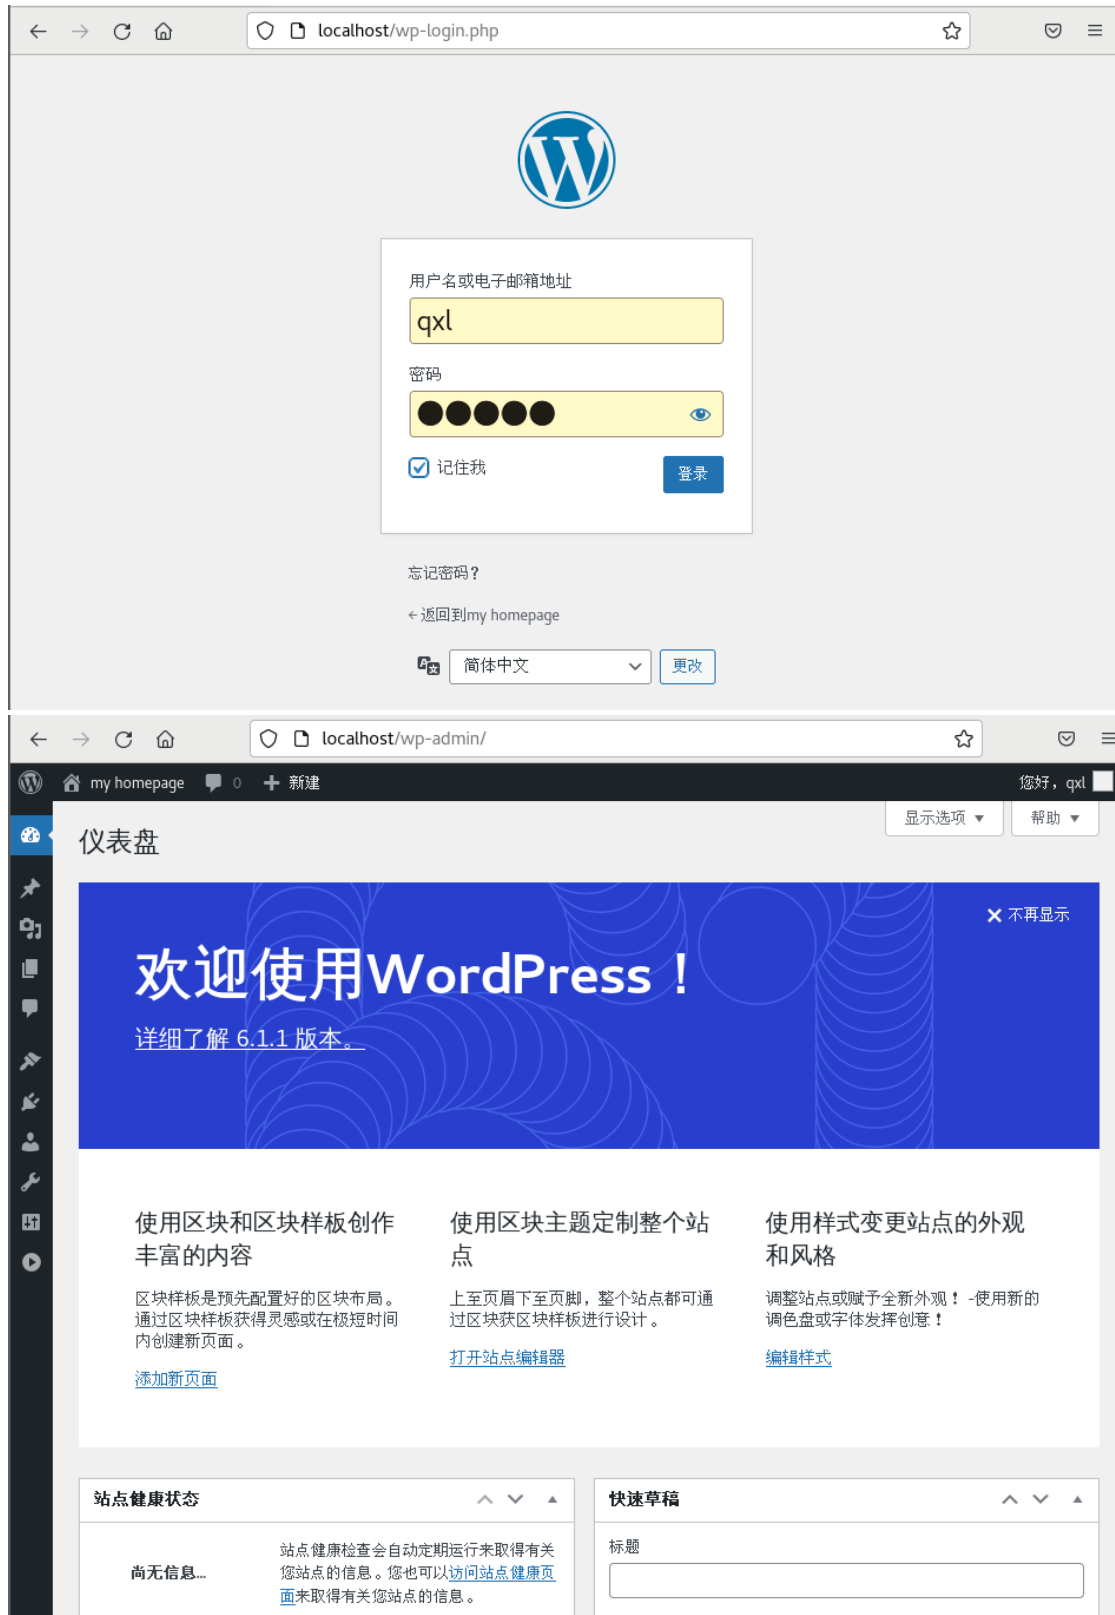 localhost/wp-login.php
用户名或电子邮箱地址
qxl
密码
●●●●●
记住我
登录
忘记密码？
←返回到my homepage
简体中文
更改
localhost/wp-admin/
my homepage 0 新建 您好，qxl
显示选项 ▼ 帮助 ▼
仪表盘
不再显示
欢迎使用WordPress！
详细了解 6.1.1 版本。
使用区块和区块样板创作
丰富的内容
区块样板是预先配置好的区块布局。
通过区块样板获得灵感或在极短时间
内创建新页面。
添加新页面
使用区块主题定制整个站
点
上至页眉下至页脚，整个站点都可通
过区块获区块样板进行设计。
打开站点编辑器
使用样式变更站点的外观
和风格
调整站点或赋予全新外观！-使用新的
调色盘或字体发挥创意！
编辑样式
站点健康状态
尚无信息…
站点健康检查会自动定期运行来取得有关
您站点的信息。您也可以访问站点健康页
面来取得有关您站点的信息。
快速草稿
标题